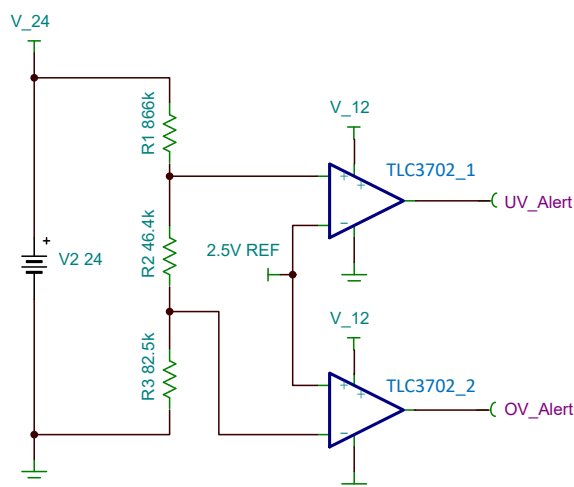 V_24
R1 866k
V_12
+
+
−
TLC3702_1
UV_Alert
+
V2 24
R2 46.4k
2.5V REF
V_12
R3 82.5k
+
+
−
TLC3702_2
OV_Alert